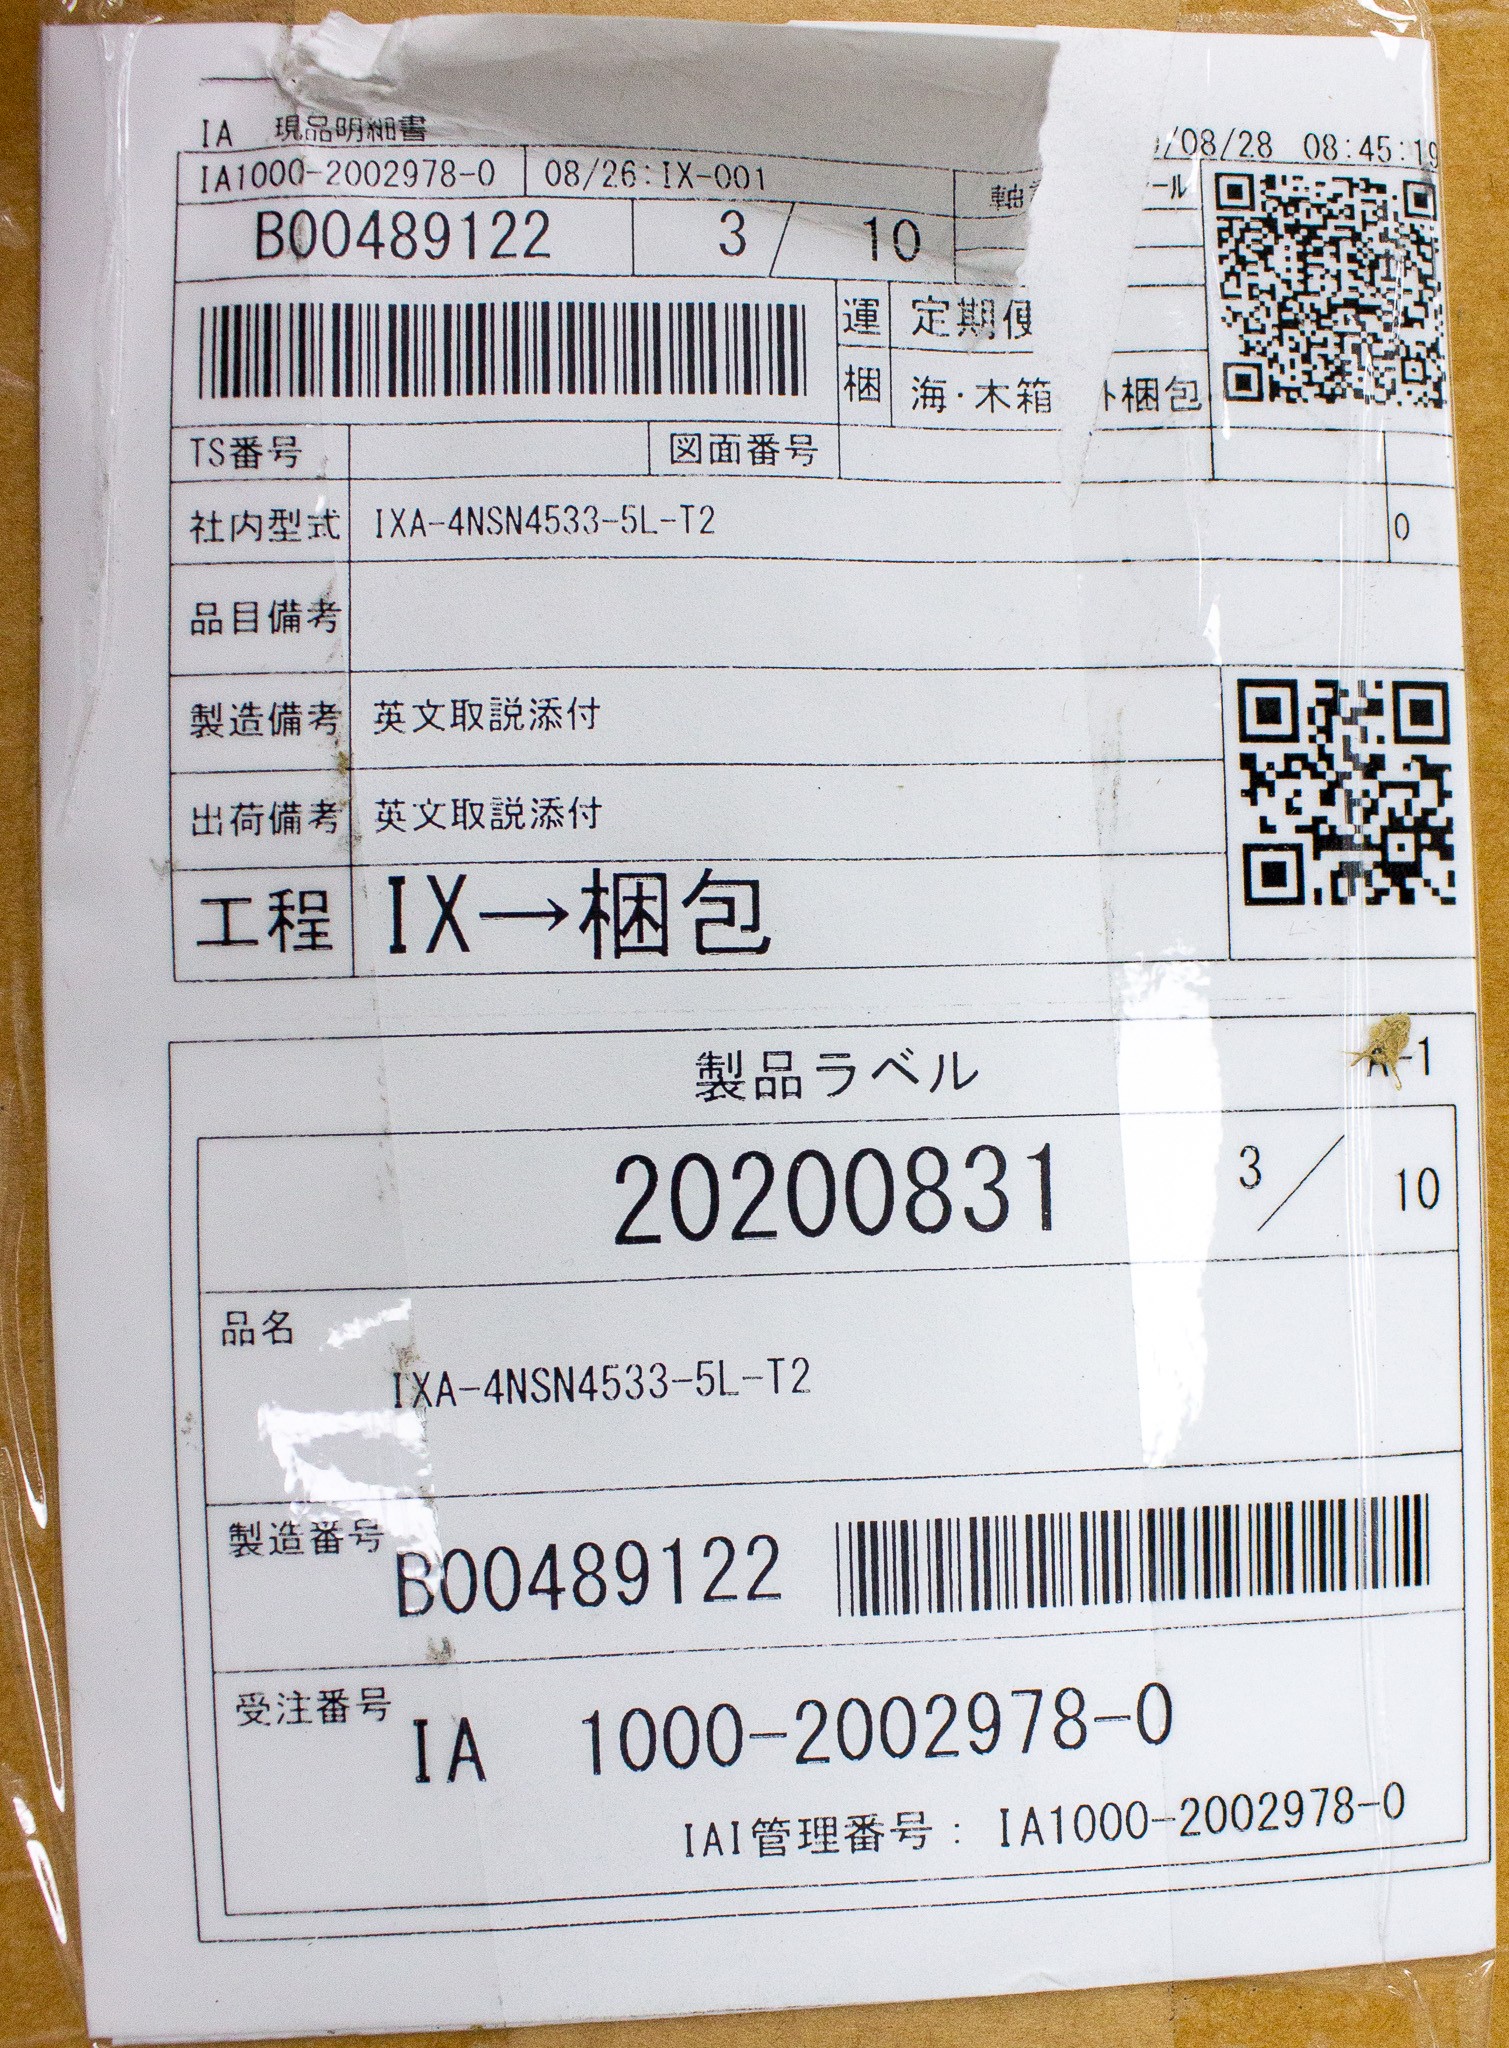 IA 現品明細書
/08/28 08:45:19
IA1000-2002978-0 08/26:IX-001
B00489122 3 / 10
運 定期便
梱 海・木箱 ト梱包
TS番号 図面番号
社内型式 IXA-4NSN4533-5L-T2 0
品目備考
製造備考 英文取説添付
出荷備考 英文取説添付
工程 IX→梱包
製品ラベル -1
20200831 3 / 10
品名
IXA-4NSN4533-5L-T2
製造番号 B00489122
受注番号 IA 1000-2002978-0
IAI管理番号: IA1000-2002978-0